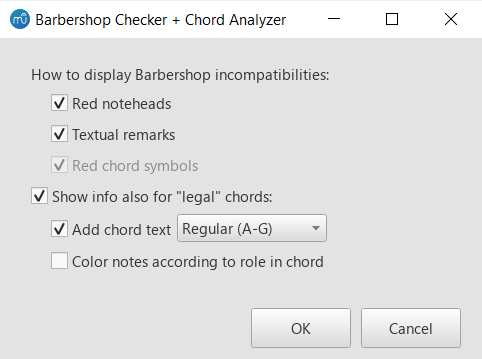 Barbershop Checker + Chord Analyzer
How to display Barbershop incompatibilities:
Red noteheads
Textual remarks
Red chord symbols
Show info also for "legal" chords:
Add chord text Regular (A-G)
Color notes according to role in chord
OK Cancel